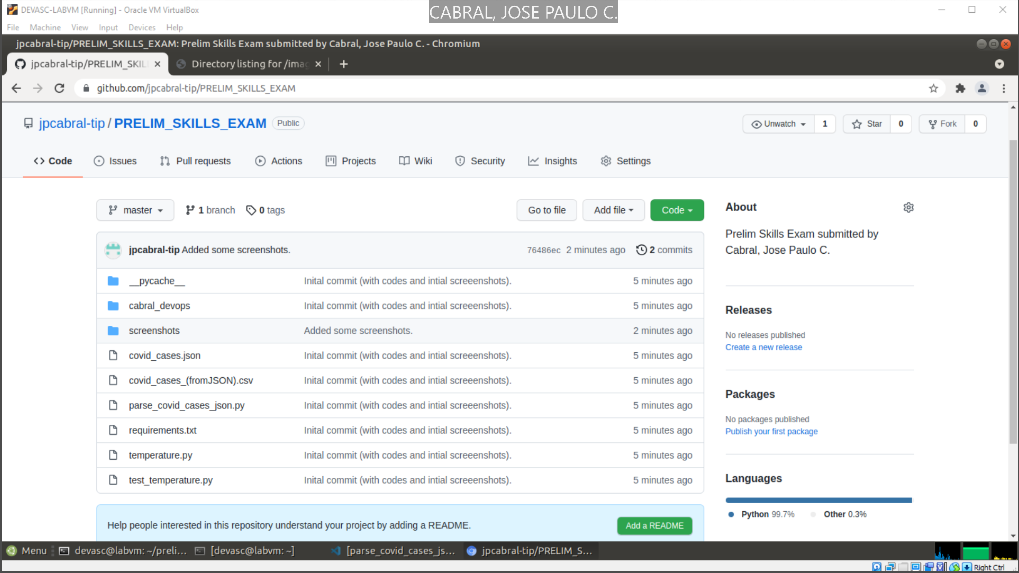 DEVASC-LABVM [Running] - Oracle VM VirtualBox
CABRAL, JOSE PAULO C.
File Machine View Input Devices Help
jpcabral-tip/PRELIM_SKILLS_EXAM: Prelim Skills Exam submitted by Cabral, Jose Paulo C. - Chromium
jpcabral-tip/PRELIM_SKIL
Directory listing for /ima
github.com/jpcabral-tip/PRELIM_SKILLS_EXAM
jpcabral-tip / PRELIM_SKILLS_EXAM Public
Unwatch 1 Star 0 Fork 0
Code Issues Pull requests Actions Projects Wiki Security Insights Settings
master 1 branch 0 tags Go to file Add file Code
jpcabral-tip Added some screenshots. 76486ec 2 minutes ago 2 commits
__pycache__ Inital commit (with codes and intial screeenshots). 5 minutes ago
cabral_devops Inital commit (with codes and intial screeenshots). 5 minutes ago
screenshots Added some screenshots. 2 minutes ago
covid_cases.json Inital commit (with codes and intial screeenshots). 5 minutes ago
covid_cases_(fromJSON).csv Inital commit (with codes and intial screeenshots). 5 minutes ago
parse_covid_cases_json.py Inital commit (with codes and intial screeenshots). 5 minutes ago
requirements.txt Inital commit (with codes and intial screeenshots). 5 minutes ago
temperature.py Inital commit (with codes and intial screeenshots). 5 minutes ago
test_temperature.py Inital commit (with codes and intial screeenshots). 5 minutes ago
Help people interested in this repository understand your project by adding a README. Add a README
About
Prelim Skills Exam submitted by
Cabral, Jose Paulo C.
Releases
No releases published
Create a new release
Packages
No packages published
Publish your first package
Languages
Python 99.7% Other 0.3%
Menu devasc@labvm: ~/preli... [devasc@labvm: ~] [parse_covid_cases_js... jpcabral-tip/PRELIM_S...
Right Ctrl